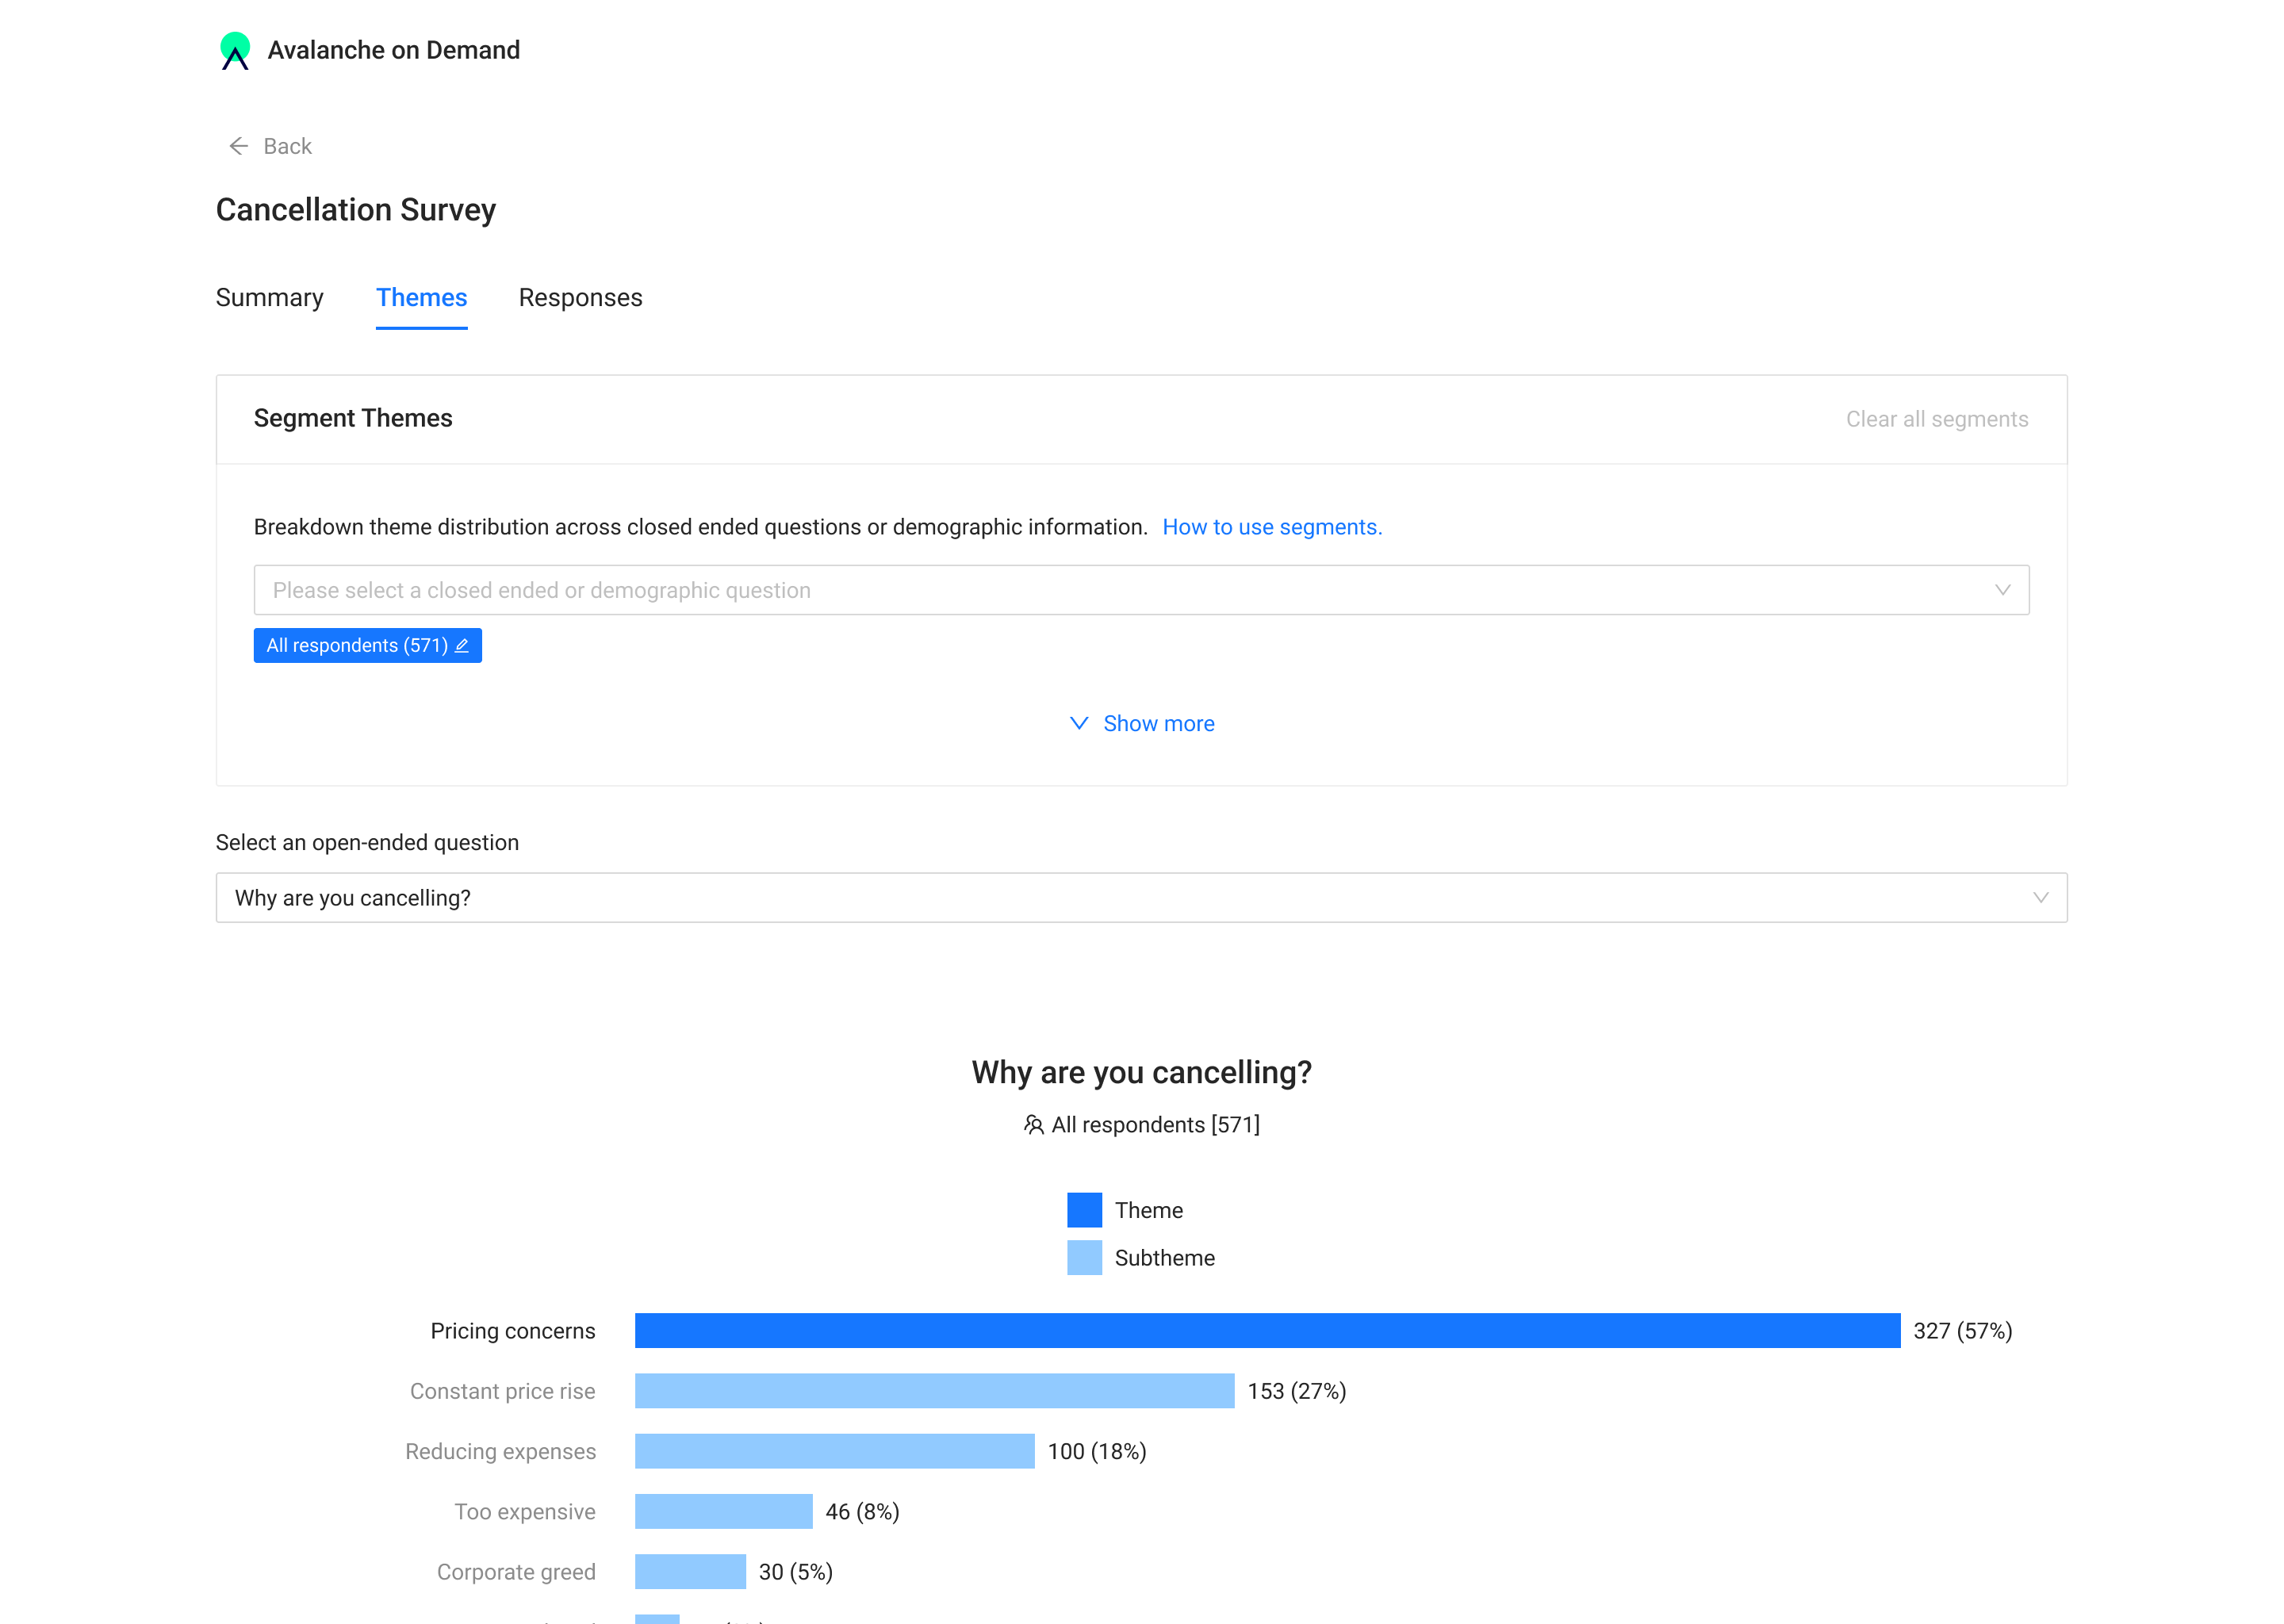 Avalanche on Demand
Back
Cancellation Survey
Summary Themes Responses
Segment Themes Clear all segments
Breakdown theme distribution across closed ended questions or demographic information. How to use segments.
Please select a closed ended or demographic question
All respondents (571)
Show more
Select an open-ended question
Why are you cancelling?
Why are you cancelling?
All respondents [571]
Theme
Subtheme
Pricing concerns 327 (57%)
Constant price rise 153 (27%)
Reducing expenses 100 (18%)
Too expensive 46 (8%)
Corporate greed 30 (5%)